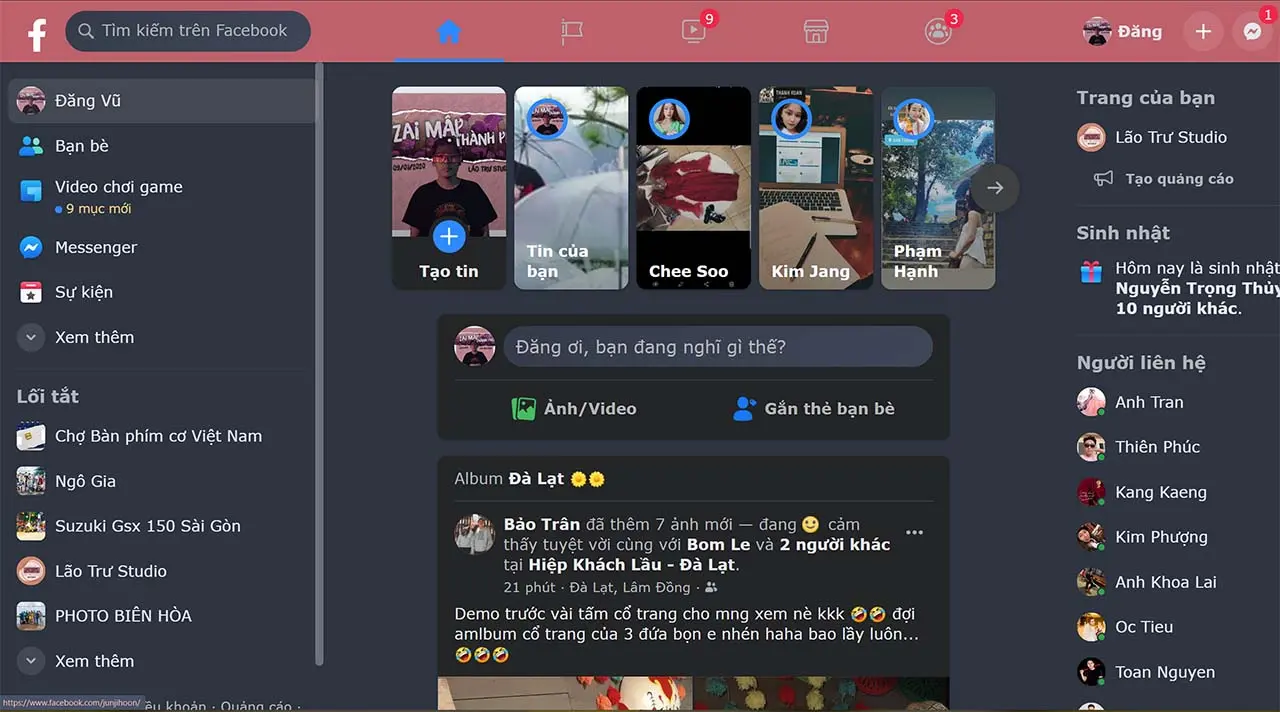 f
Tìm kiếm trên Facebook
9
3
Đăng
1
Đăng Vũ
Bạn bè
Video chơi game
9 mục mới
Messenger
Sự kiện
Xem thêm
Lối tắt
Chợ Bàn phím cơ Việt Nam
Ngô Gia
Suzuki Gsx 150 Sài Gòn
Lão Trư Studio
PHOTO BIÊN HÒA
Xem thêm
https://www.facebook.com/junjihoon/
ều khoản · Quảng cáo ·
ZAI MẬP THÀNH P
09/01/2020
Tạo tin
Tin của
bạn
Chee Soo
THANH XUAN
Kim Jang
Phạm
Hạnh
Đăng ơi, bạn đang nghĩ gì thế?
Ảnh/Video
Gắn thẻ bạn bè
Album Đà Lạt 🌼🌼
Bảo Trân đã thêm 7 ảnh mới — đang 🙂 cảm
thấy tuyệt vời cùng với Bom Le và 2 người khác
tại Hiệp Khách Lầu - Đà Lạt.
21 phút · Đà Lạt, Lâm Đồng ·
Demo trước vài tấm cổ trang cho mng xem nè kkk 🤣🤣 đợi
amlbum cổ trang của 3 đứa bọn e nhén haha bao lầy luôn...
🤣🤣🤣
Trang của bạn
Lão Trư Studio
Tạo quảng cáo
Sinh nhật
Hôm nay là sinh nhật
Nguyễn Trọng Thủy
10 người khác.
Người liên hệ
Anh Tran
Thiên Phúc
Kang Kaeng
Kim Phượng
Anh Khoa Lai
Oc Tieu
Toan Nguyen